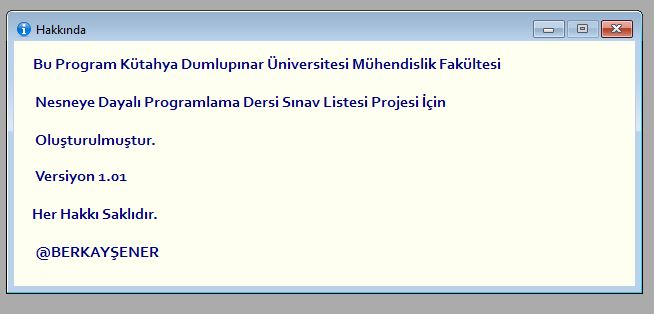 Hakkında
Bu Program Kütahya Dumlupınar Üniversitesi Mühendislik Fakültesi
Nesneye Dayalı Programlama Dersi Sınav Listesi Projesi İçin
Oluşturulmuştur.
Versiyon 1.01
Her Hakkı Saklıdır.
@BERKAYŞENER